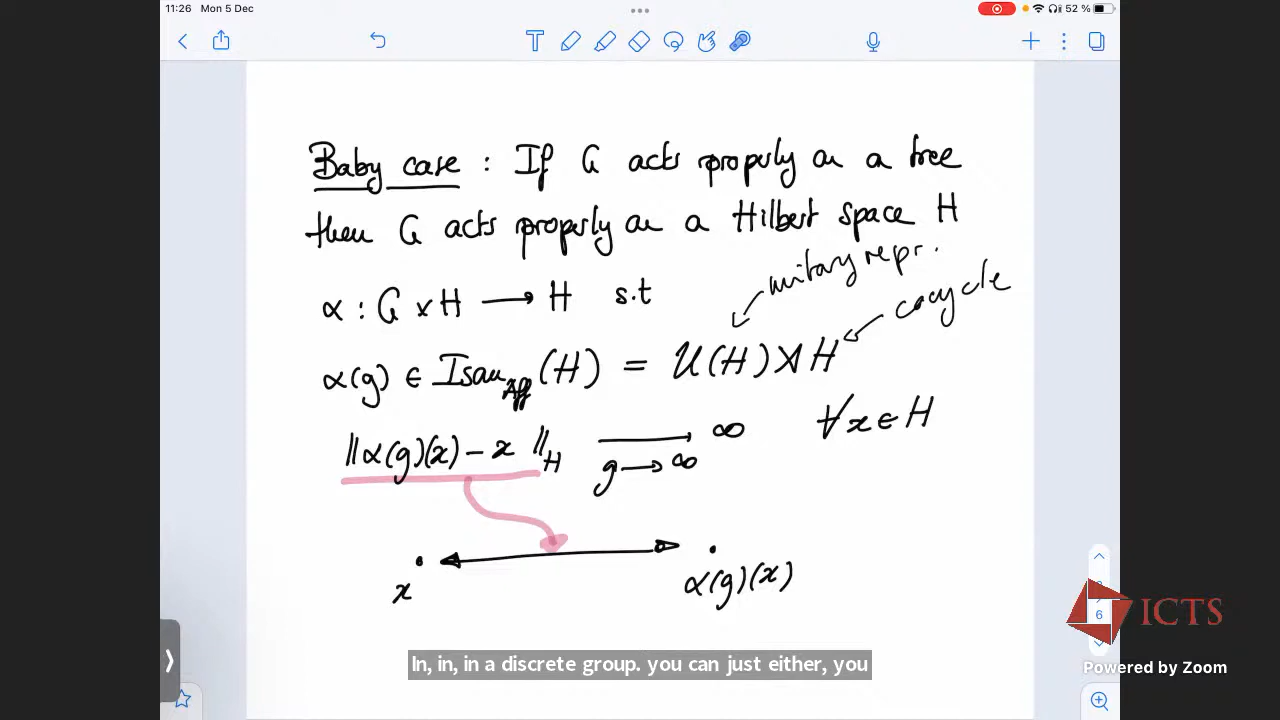 11:26 Mon 5 Dec
52 %
Baby case : If G acts properly on a tree
then G acts properly on a Hilbert space H
unitary repr.
α : G x H → H s.t
cocycle
α(g) ∈ Isom_Aff (H) = U(H) ⋊ H
∀x ∈ H
||α(g)(x) - x ||_H → ∞
g → ∞
x
α(g)(x)
6
ICTS
In, in, in a discrete group. you can just either, you
Powered by Zoom